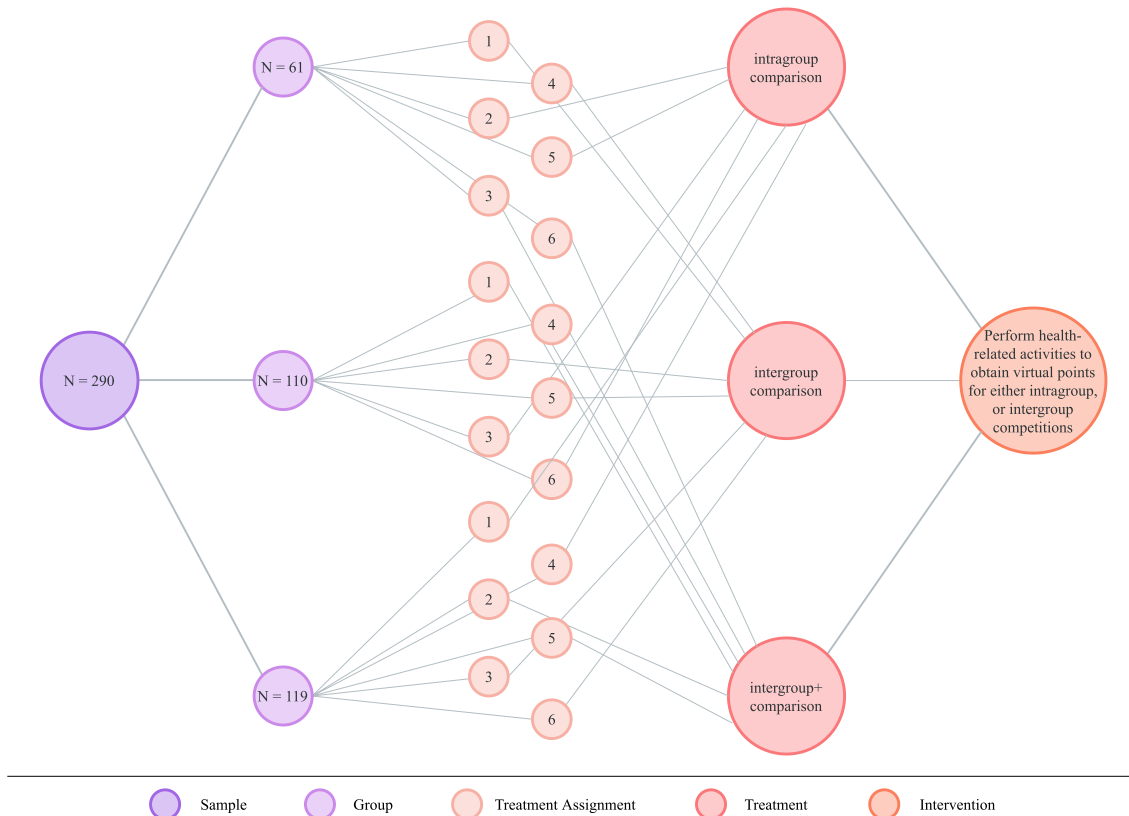 N = 61
1
4
2
5
3
6
intragroup
comparison
N = 290
N = 110
1
4
2
5
3
6
intergroup
comparison
Perform health-
related activities to
obtain virtual points
for either intragroup,
or intergroup
competitions
N = 119
1
4
2
5
3
6
intergroup+
comparison
Sample
Group
Treatment Assignment
Treatment
Intervention